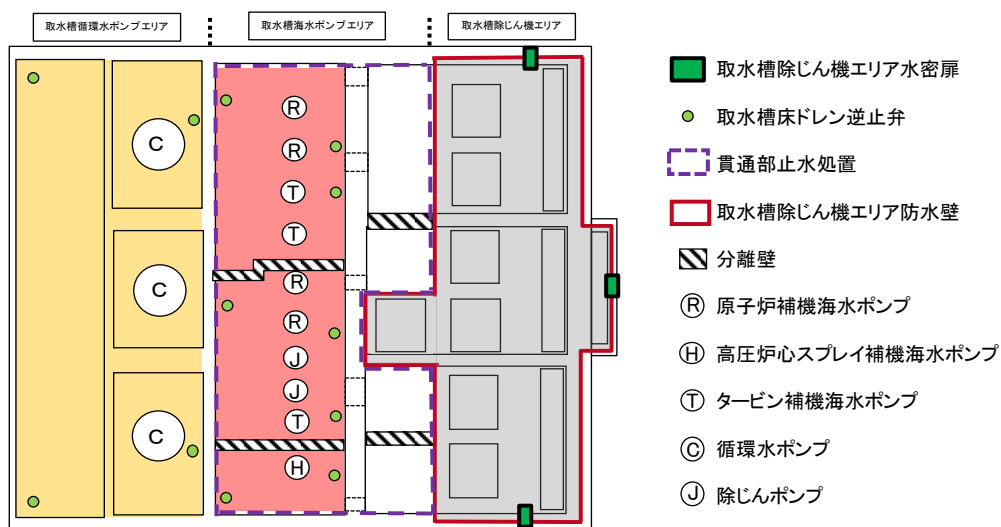 取水槽循環水ポンプエリア
取水槽海水ポンプエリア
取水槽除じん機エリア
C
C
C
R
R
T
T
R
R
J
J
T
H
取水槽除じん機エリア水密扉
取水槽床ドレン逆止弁
貫通部止水処置
取水槽除じん機エリア防水壁
分離壁
R 原子炉補機海水ポンプ
H 高圧炉心スプレイ補機海水ポンプ
T タービン補機海水ポンプ
C 循環水ポンプ
J 除じんポンプ